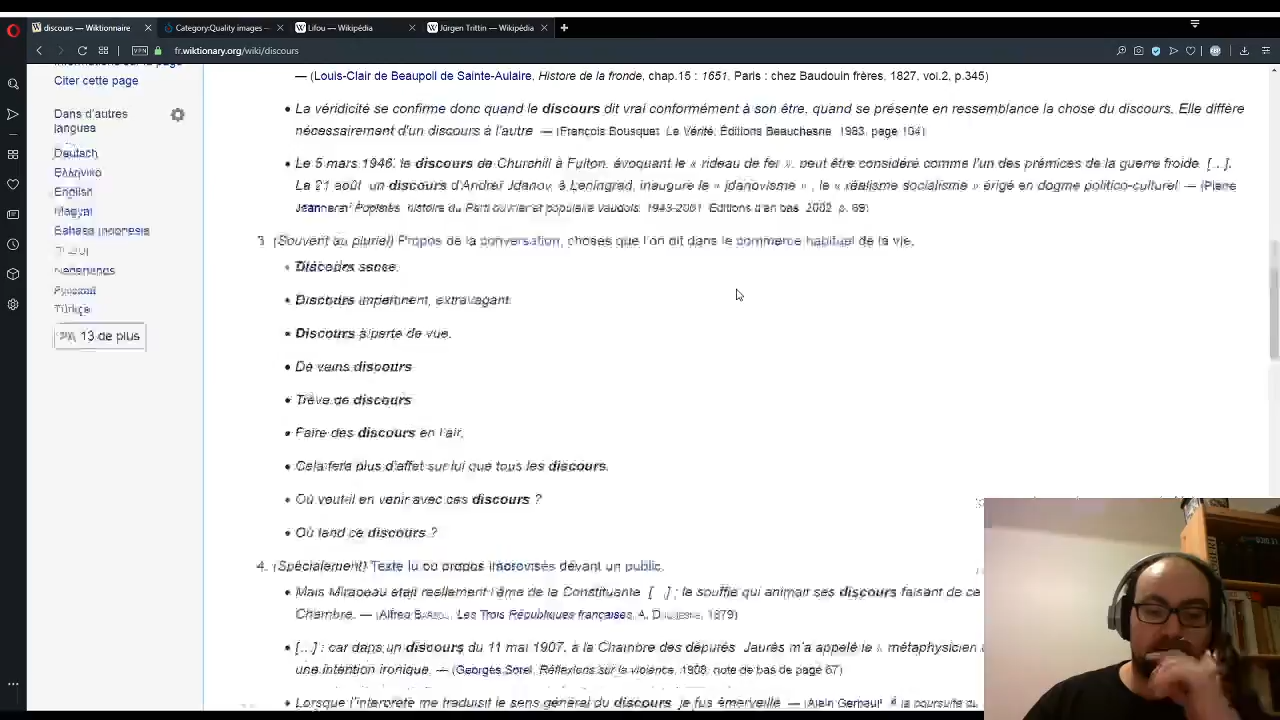 discours — Wiktionnaire
Category:Quality images
Lifou — Wikipédia
Jürgen Trittin — Wikipédia
VPN
fr.wiktionary.org/wiki/discours
Informations sur la page
Citer cette page
Dans d'autres
langues
Deutsch
Ελληνικά
English
Magyar
Bahasa Indonesia
Nederlands
Русский
Türkçe
13 de plus
— (Louis-Clair de Beaupoil de Sainte-Aulaire, Histoire de la fronde, chap.15 : 1651, Paris : chez Baudouin frères, 1827, vol.2, p.345)
La véridicité se confirme donc quand le discours dit vrai conformément à son être, quand se présente en ressemblance la chose du discours. Elle diffère
nécessairement d'un discours à l'autre — (François Bousquet, Le Vérité, Éditions Beauchesne, 1983, page 104)
Le 5 mars 1946, le discours de Churchill à Fulton, évoquant le « rideau de fer », peut être considéré comme l'un des prémices de la guerre froide. […].
Le 21 août, un discours d'Andreï Jdanov, à Leningrad, inaugure le « jdanovisme », le « réalisme socialisme » érigé en dogme politico-culturel — (Pierre
Jeanneret, Popistes: histoire du Parti ouvrier et populaire vaudois, 1943-2001, Éditions d'en bas, 2002, p. 69)
3. (Souvent au pluriel) Propos de la conversation, choses que l'on dit dans le commerce habituel de la vie.
Discours sensé.
Discours impertinent, extravagant.
Discours à perte de vue.
De vains discours
Trêve de discours
Faire des discours en l'air.
Cela fera plus d'effet sur lui que tous les discours.
Où veut-il en venir avec ces discours ?
Où tend ce discours ?
4. (Spécialement) Texte lu ou propos improvisés devant un public.
Mais Mirabeau était réellement l'âme de la Constituante […] ; le souffle qui animait ses discours faisant de ce
Chambre. — (Alfred Barbou, Les Trois Républiques françaises, A. Duquesne, 1879)
[…] : car dans un discours du 11 mai 1907, à la Chambre des députés, Jaurès m'a appelé le « métaphysicien
une intention ironique. — (Georges Sorel, Réflexions sur la violence, 1908, note de bas de page 67)
Lorsque l'interprète me traduisit le sens général du discours, je fus émerveillé — (Alain Gerbault, À la poursuite du